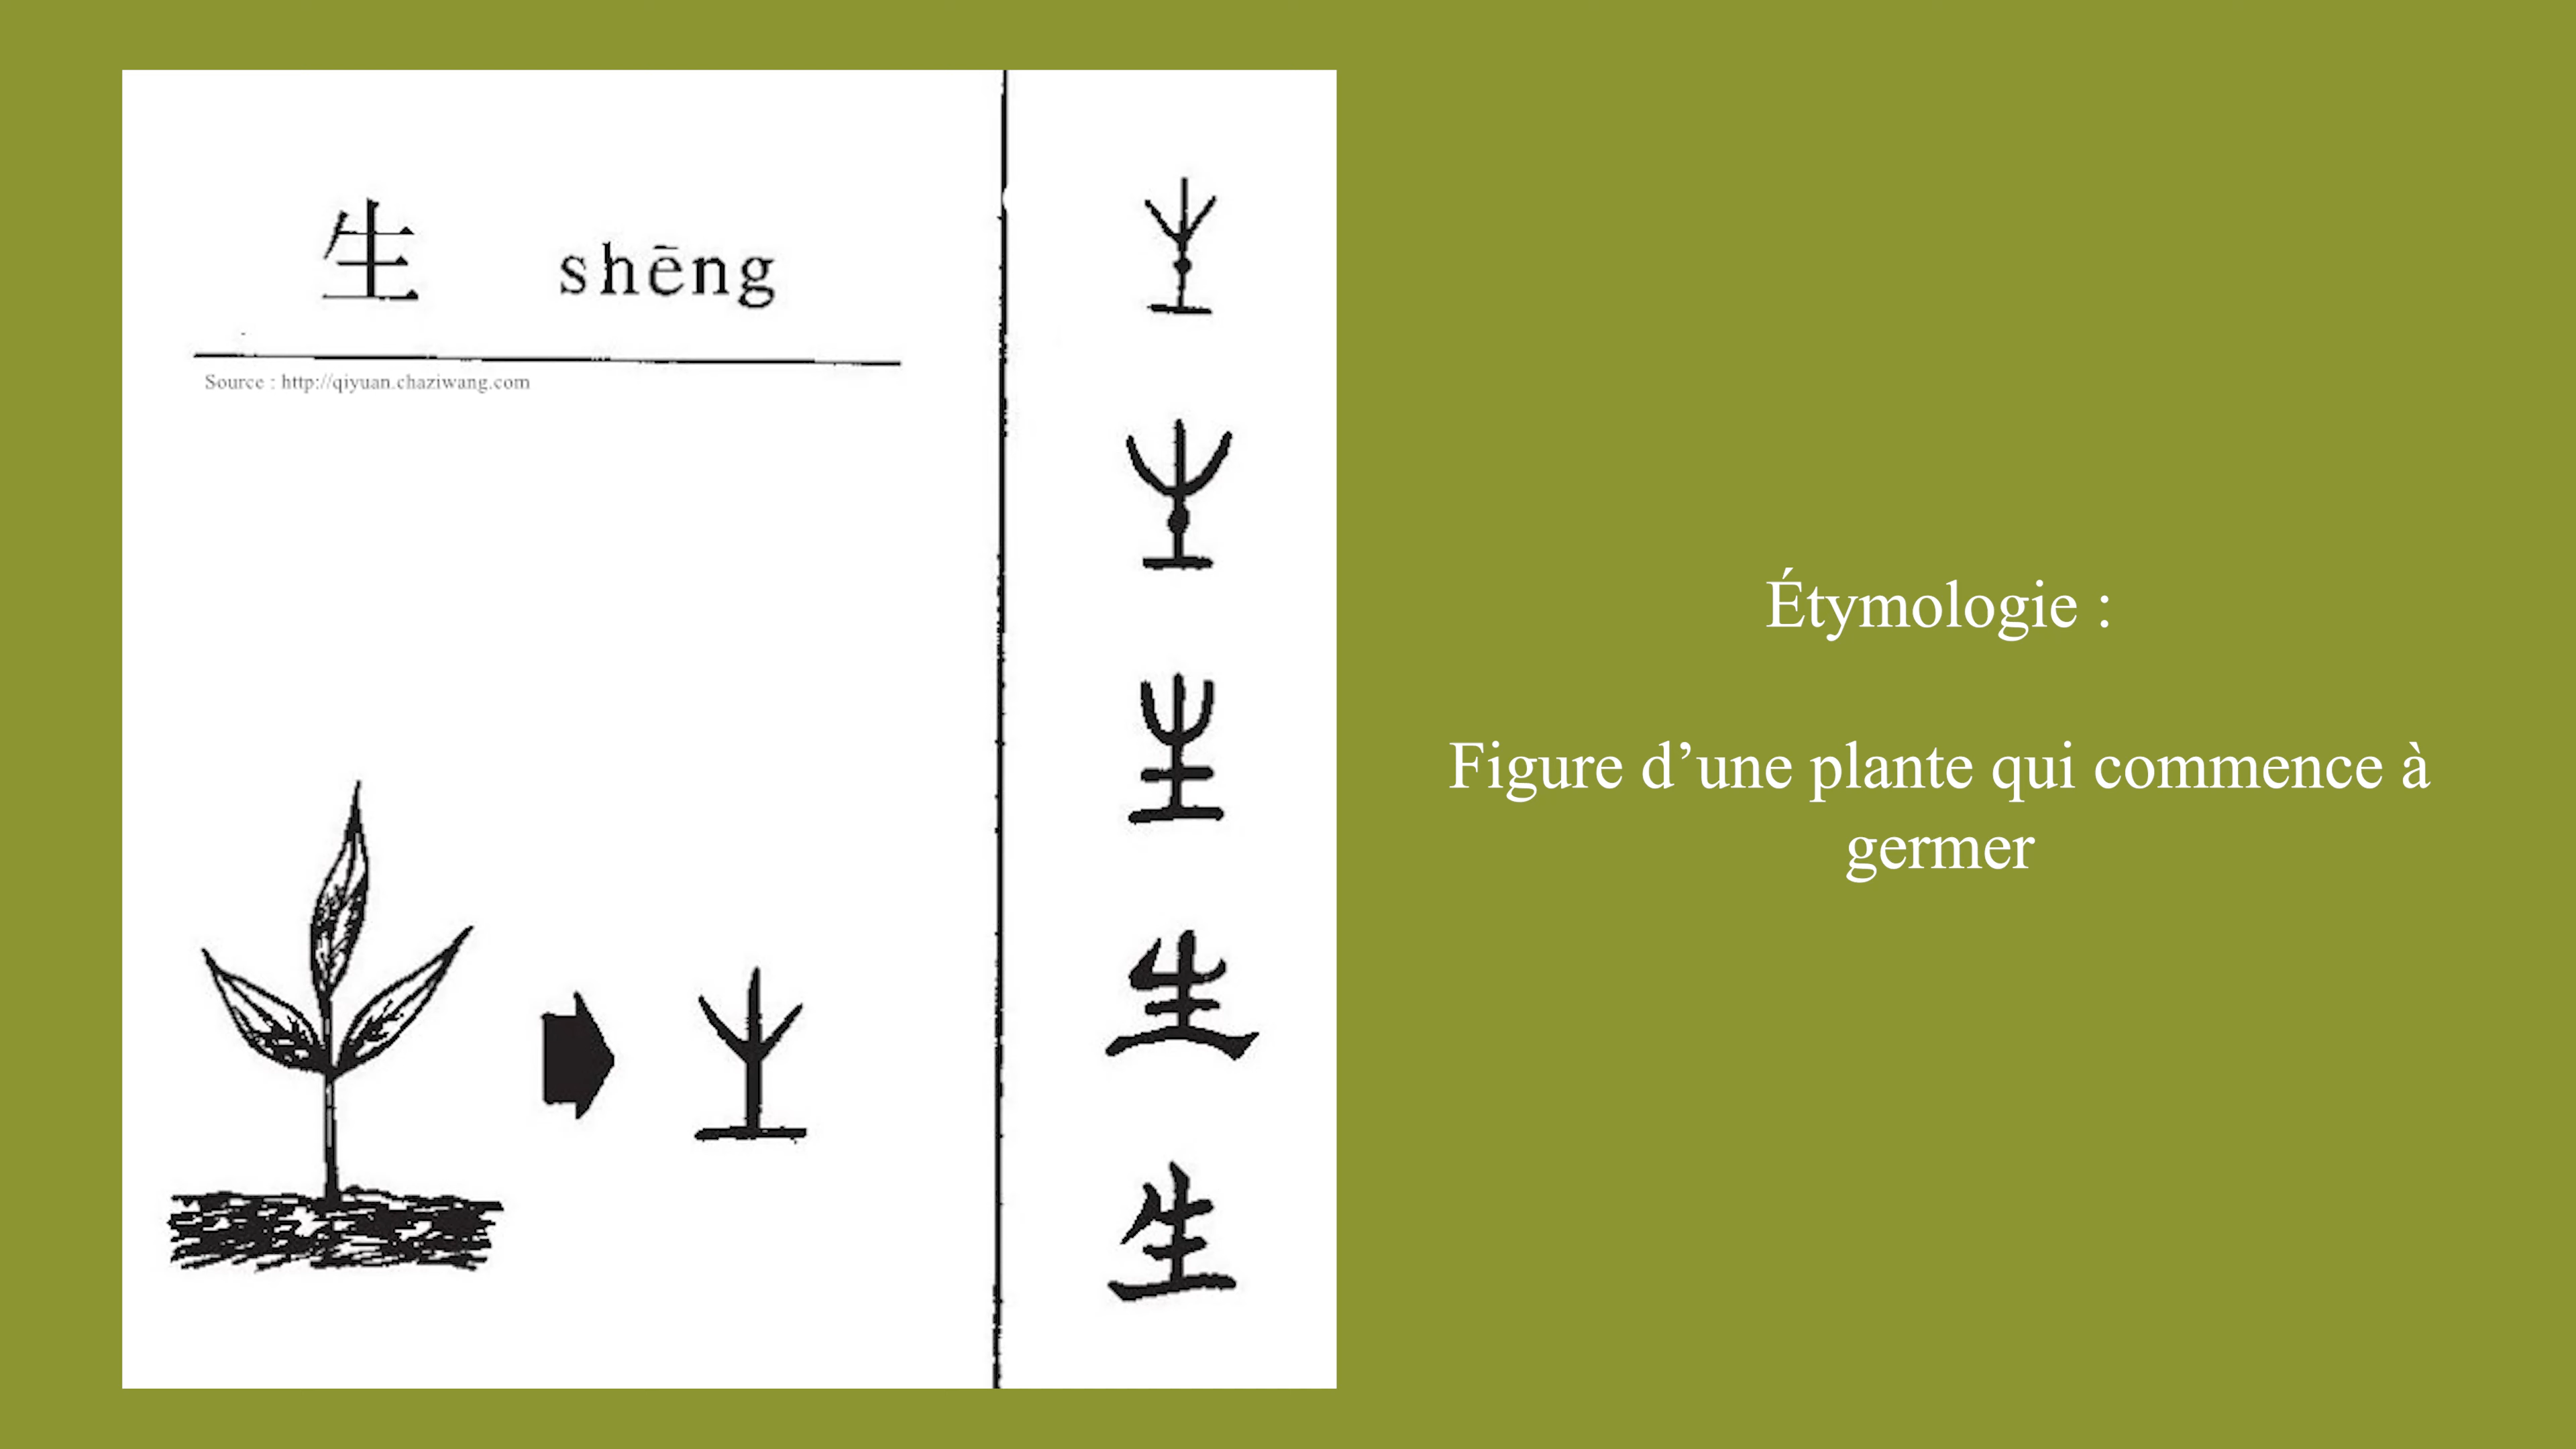 生 shēng
Source : http://qiyuan.chaziwang.com
生
生
Étymologie :
Figure d’une plante qui commence à
germer